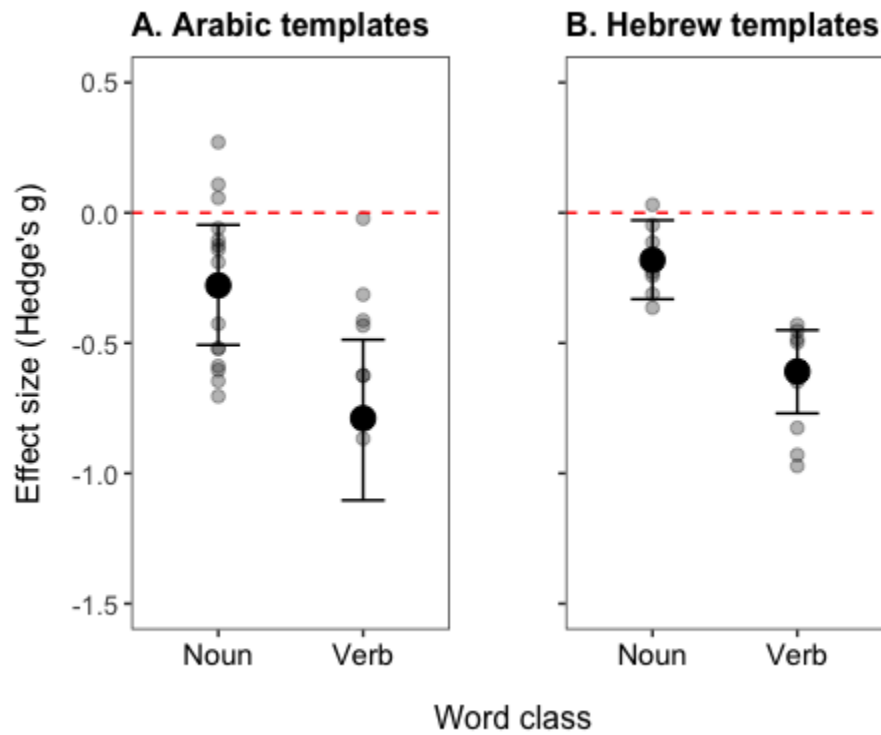 A. Arabic templates
B. Hebrew templates
Effect size (Hedge's g)
0.5
0.0
-0.5
-1.0
-1.5
Noun
Verb
Noun
Verb
Word class